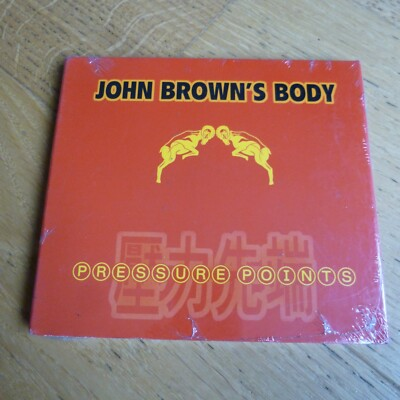 JOHN BROWN'S BODY
PRESSURE POINTS
壓力先端